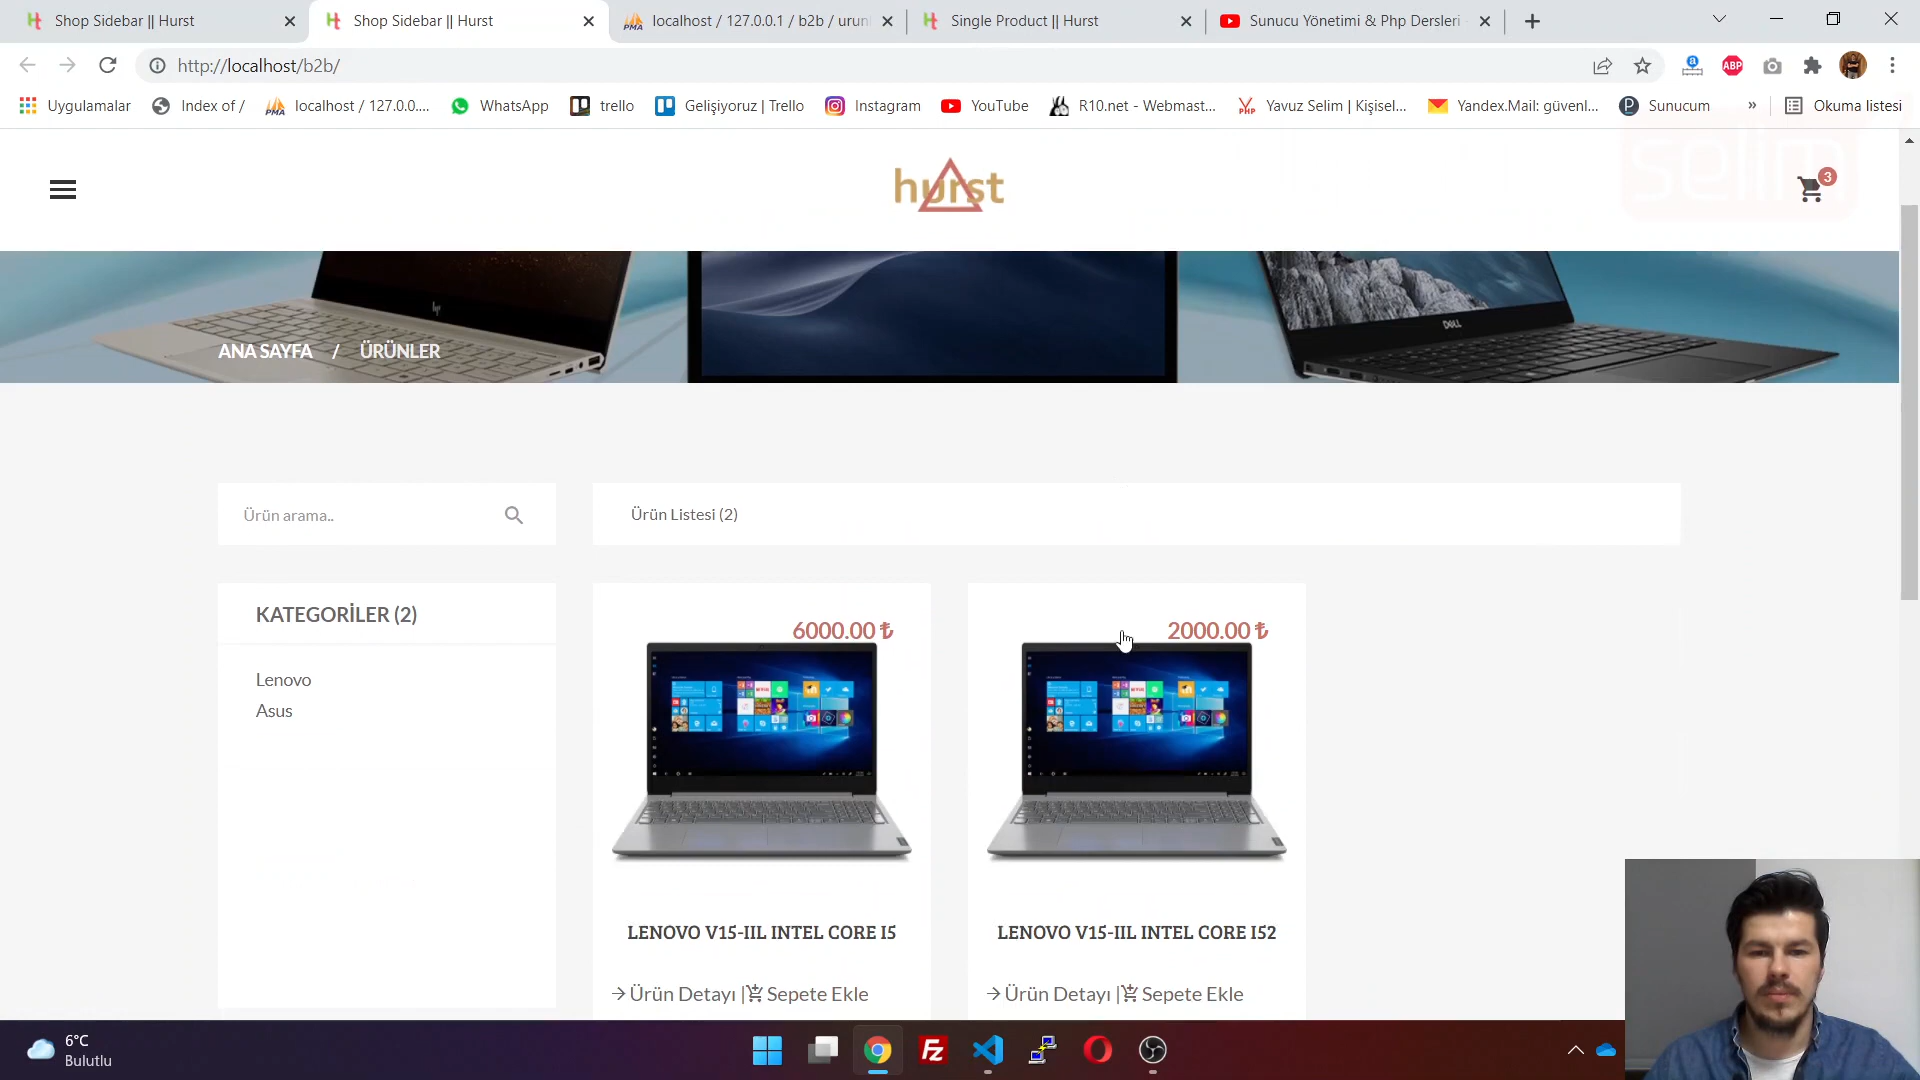 Shop Sidebar || Hurst
Shop Sidebar || Hurst
localhost / 127.0.0.1 / b2b / urun
Single Product || Hurst
Sunucu Yönetimi & Php Dersleri
http://localhost/b2b/
ABP
Uygulamalar
Index of /
localhost / 127.0.0....
WhatsApp
trello
Gelişiyoruz | Trello
Instagram
YouTube
R10.net - Webmast...
Yavuz Selim | Kişisel...
Yandex.Mail: güvenl...
Sunucum
»
Okuma listesi
selim
hurst
3
ANA SAYFA / ÜRÜNLER
Ürün arama..
Ürün Listesi (2)
KATEGORİLER (2)
Lenovo
Asus
6000.00 ₺
2000.00 ₺
LENOVO V15-IIL INTEL CORE I5
LENOVO V15-IIL INTEL CORE I52
Ürün Detayı | Sepete Ekle
Ürün Detayı | Sepete Ekle
6°C
Bulutlu